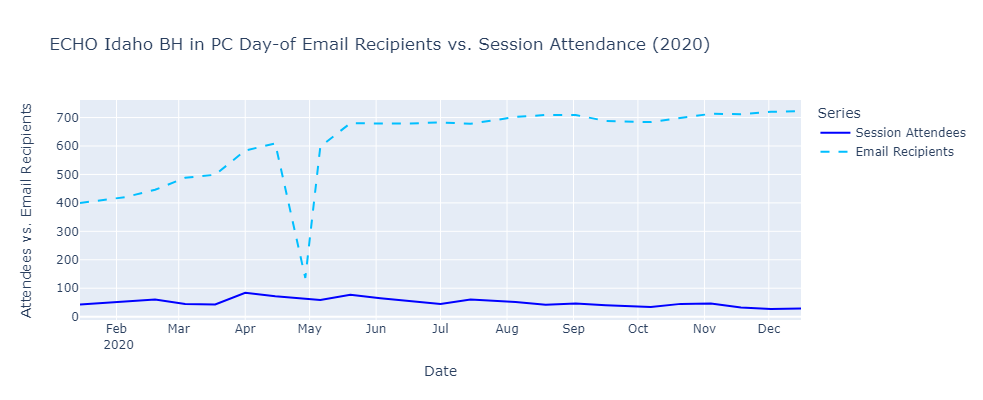 ECHO Idaho BH in PC Day-of Email Recipients vs. Session Attendance (2020)
Attendees vs. Email Recipients
700
600
500
400
300
200
100
0
Feb
2020
Mar
Apr
May
Jun
Jul
Aug
Sep
Oct
Nov
Dec
Date
Series
Session Attendees
Email Recipients